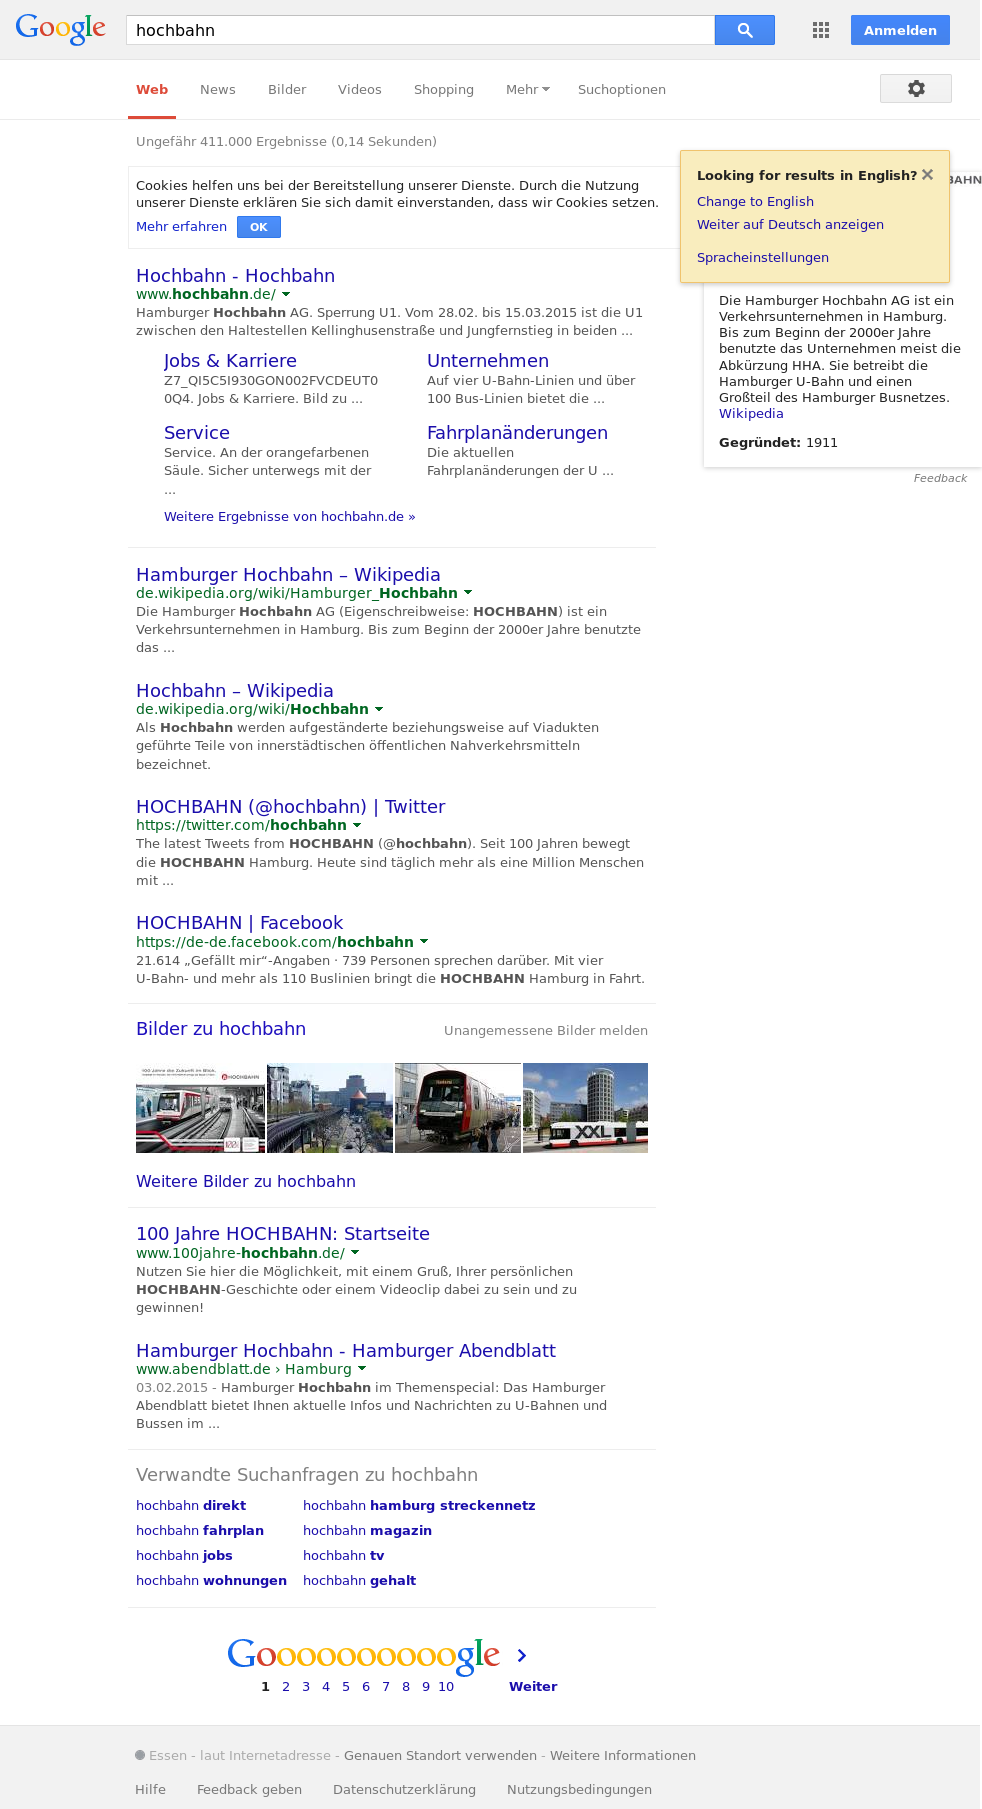 Google
hochbahn
Anmelden
Web News Bilder Videos Shopping Mehr Suchoptionen
Ungefähr 411.000 Ergebnisse (0,14 Sekunden)
Cookies helfen uns bei der Bereitstellung unserer Dienste. Durch die Nutzung
unserer Dienste erklären Sie sich damit einverstanden, dass wir Cookies setzen.
Mehr erfahren OK
Looking for results in English?
Change to English
Weiter auf Deutsch anzeigen
Spracheinstellungen
BAHN
Die Hamburger Hochbahn AG ist ein
Verkehrsunternehmen in Hamburg.
Bis zum Beginn der 2000er Jahre
benutzte das Unternehmen meist die
Abkürzung HHA. Sie betreibt die
Hamburger U-Bahn und einen
Großteil des Hamburger Busnetzes.
Wikipedia
Gegründet: 1911
Feedback
Hochbahn - Hochbahn
www.hochbahn.de/
Hamburger Hochbahn AG. Sperrung U1. Vom 28.02. bis 15.03.2015 ist die U1
zwischen den Haltestellen Kellinghusenstraße und Jungfernstieg in beiden ...
Jobs & Karriere
Z7_QI5C5I930GON002FVCDEUT0
0Q4. Jobs & Karriere. Bild zu ...
Unternehmen
Auf vier U-Bahn-Linien und über
100 Bus-Linien bietet die ...
Service
Service. An der orangefarbenen
Säule. Sicher unterwegs mit der
...
Fahrplanänderungen
Die aktuellen
Fahrplanänderungen der U ...
Weitere Ergebnisse von hochbahn.de »
Hamburger Hochbahn – Wikipedia
de.wikipedia.org/wiki/Hamburger_Hochbahn
Die Hamburger Hochbahn AG (Eigenschreibweise: HOCHBAHN) ist ein
Verkehrsunternehmen in Hamburg. Bis zum Beginn der 2000er Jahre benutzte
das ...
Hochbahn – Wikipedia
de.wikipedia.org/wiki/Hochbahn
Als Hochbahn werden aufgeständerte beziehungsweise auf Viadukten
geführte Teile von innerstädtischen öffentlichen Nahverkehrsmitteln
bezeichnet.
HOCHBAHN (@hochbahn) | Twitter
https://twitter.com/hochbahn
The latest Tweets from HOCHBAHN (@hochbahn). Seit 100 Jahren bewegt
die HOCHBAHN Hamburg. Heute sind täglich mehr als eine Million Menschen
mit ...
HOCHBAHN | Facebook
https://de-de.facebook.com/hochbahn
21.614 „Gefällt mir“-Angaben · 739 Personen sprechen darüber. Mit vier
U-Bahn- und mehr als 110 Buslinien bringt die HOCHBAHN Hamburg in Fahrt.
Bilder zu hochbahn
Unangemessene Bilder melden
100 Jahre die Zukunft im Blick.
HOCHBAHN
XXL
Weitere Bilder zu hochbahn
100 Jahre HOCHBAHN: Startseite
www.100jahre-hochbahn.de/
Nutzen Sie hier die Möglichkeit, mit einem Gruß, Ihrer persönlichen
HOCHBAHN-Geschichte oder einem Videoclip dabei zu sein und zu
gewinnen!
Hamburger Hochbahn - Hamburger Abendblatt
www.abendblatt.de › Hamburg
03.02.2015 - Hamburger Hochbahn im Themenspecial: Das Hamburger
Abendblatt bietet Ihnen aktuelle Infos und Nachrichten zu U-Bahnen und
Bussen im ...
Verwandte Suchanfragen zu hochbahn
hochbahn direkt hochbahn hamburg streckennetz
hochbahn fahrplan hochbahn magazin
hochbahn jobs hochbahn tv
hochbahn wohnungen hochbahn gehalt
Goooooooooogle
1 2 3 4 5 6 7 8 9 10 Weiter
Essen - laut Internetadresse - Genauen Standort verwenden - Weitere Informationen
Hilfe Feedback geben Datenschutzerklärung Nutzungsbedingungen